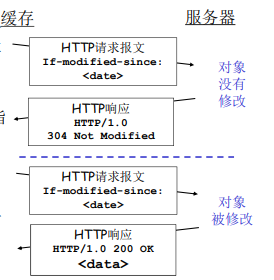 缓存
服务器
HTTP请求报文
If-modified-since:
<date>
对象
没有
修改
HTTP响应
HTTP/1.0
304 Not Modified
HTTP请求报文
If-modified-since:
<date>
对象
被修改
HTTP响应
HTTP/1.0 200 OK
<data>